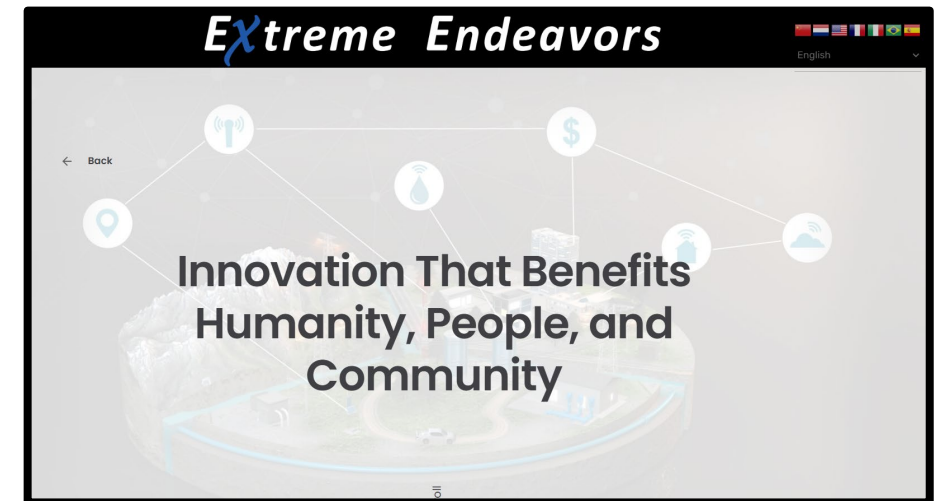 Extreme Endeavors
English
Back
$
Innovation That Benefits
Humanity, People, and
Community